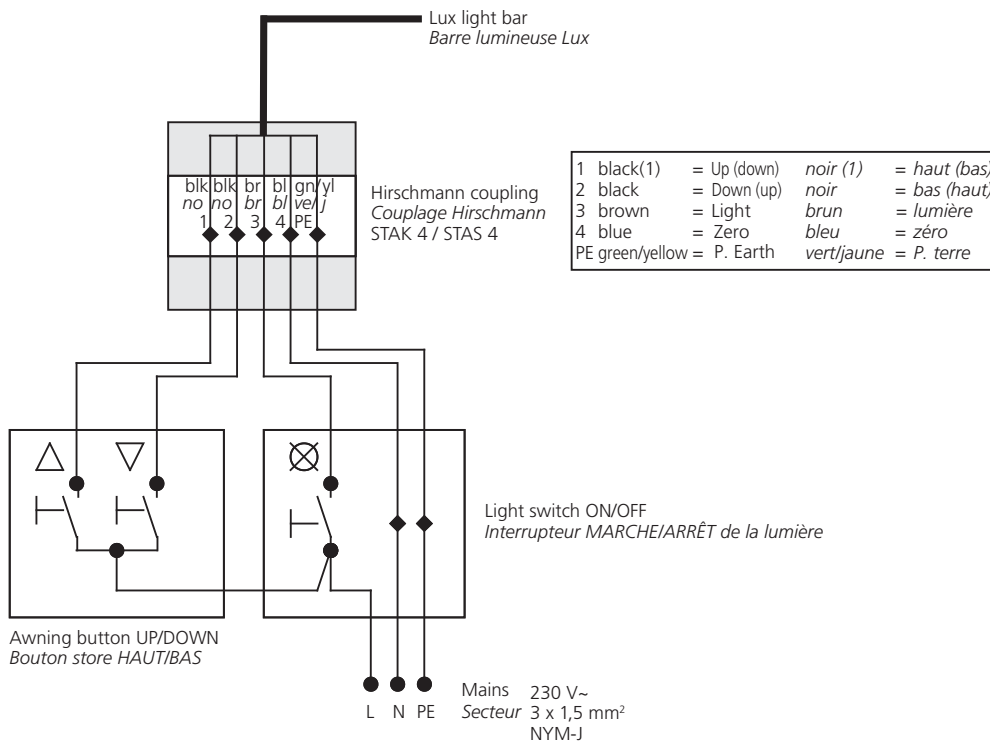 Lux light bar
Barre lumineuse Lux
blk blk br bl gn/yl
no no br bl ve/j
1 2 3 4 PE
Hirschmann coupling
Couplage Hirschmann
STAK 4 / STAS 4
1 black(1) = Up (down) noir (1) = haut (bas)
2 black = Down (up) noir = bas (haut)
3 brown = Light brun = lumière
4 blue = Zero bleu = zéro
PE green/yellow = P. Earth vert/jaune = P. terre
Light switch ON/OFF
Interrupteur MARCHE/ARRÊT de la lumière
Awning button UP/DOWN
Bouton store HAUT/BAS
L N PE
Mains 230 V~
Secteur 3 x 1,5 mm²
NYM-J